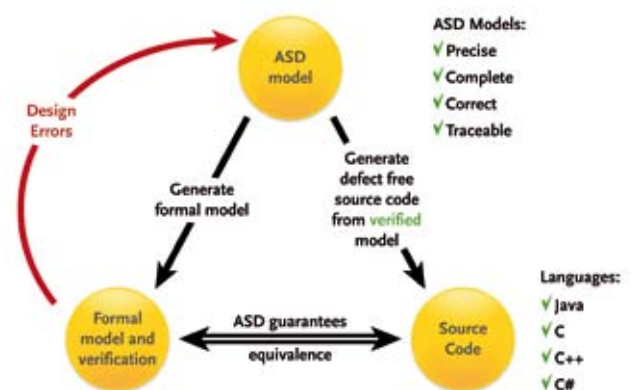 ASD
model
ASD Models:
√ Precise
√ Complete
√ Correct
√ Traceable
Design
Errors
Generate
formal model
Generate
defect free
source code
from verified
model
Formal
model and
verification
ASD guarantees
equivalence
Source
Code
Languages:
√ Java
√ C
√ C++
√ C#